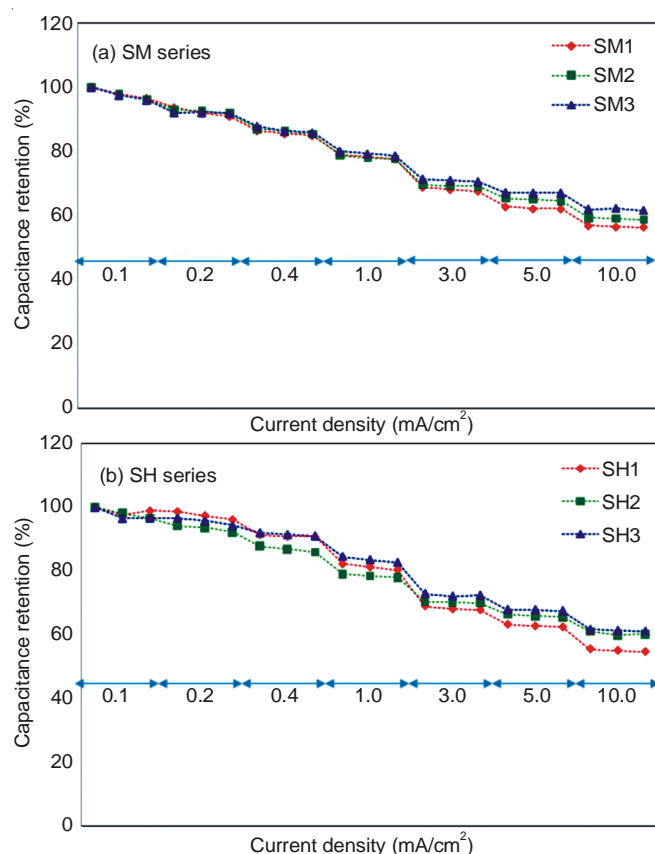 120
(a) SM series
SM1
SM2
SM3
100
80
60
40
20
0
Capacitance retention (%)
0.1 0.2 0.4 1.0 3.0 5.0 10.0
Current density (mA/cm²)
120
(b) SH series
SH1
SH2
SH3
100
80
60
40
20
0
Capacitance retention (%)
0.1 0.2 0.4 1.0 3.0 5.0 10.0
Current density (mA/cm²)